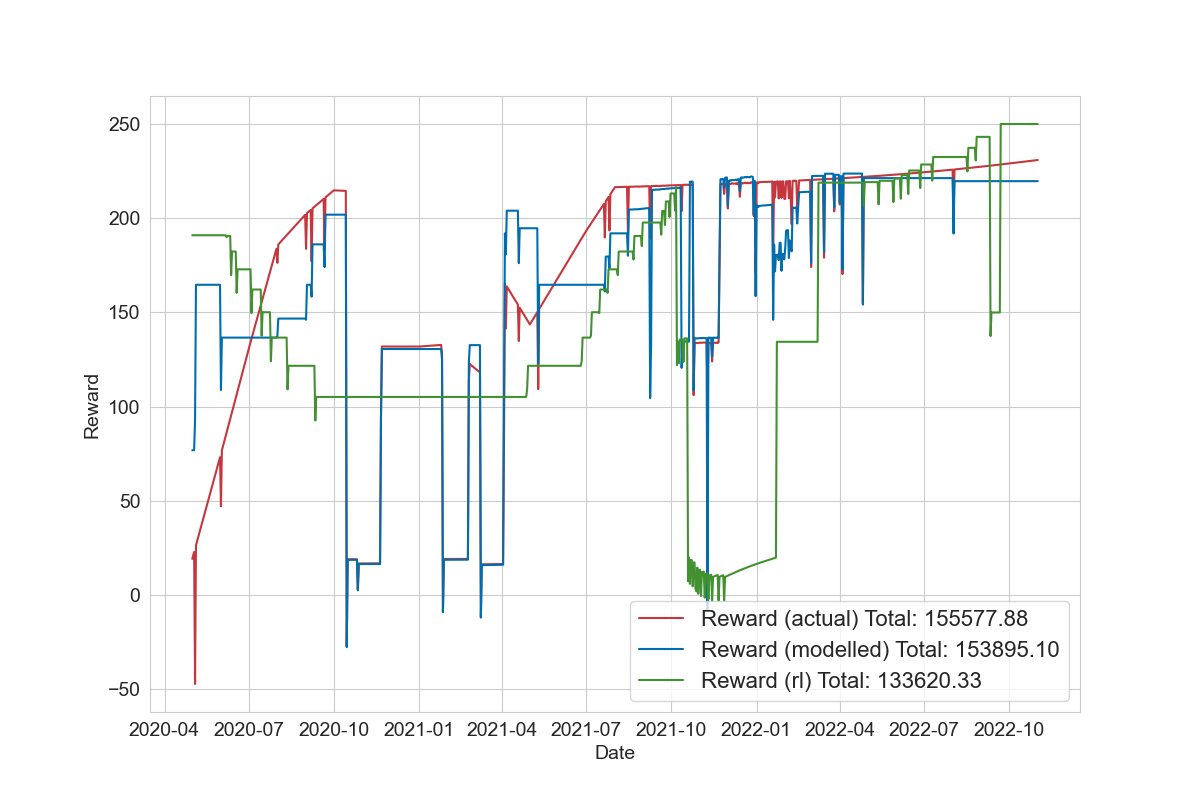 250
200
150
100
50
0
−50
Reward
2020-04 2020-07 2020-10 2021-01 2021-04 2021-07 2021-10 2022-01 2022-04 2022-07 2022-10
Date
Reward (actual) Total: 155577.88
Reward (modelled) Total: 153895.10
Reward (rl) Total: 133620.33